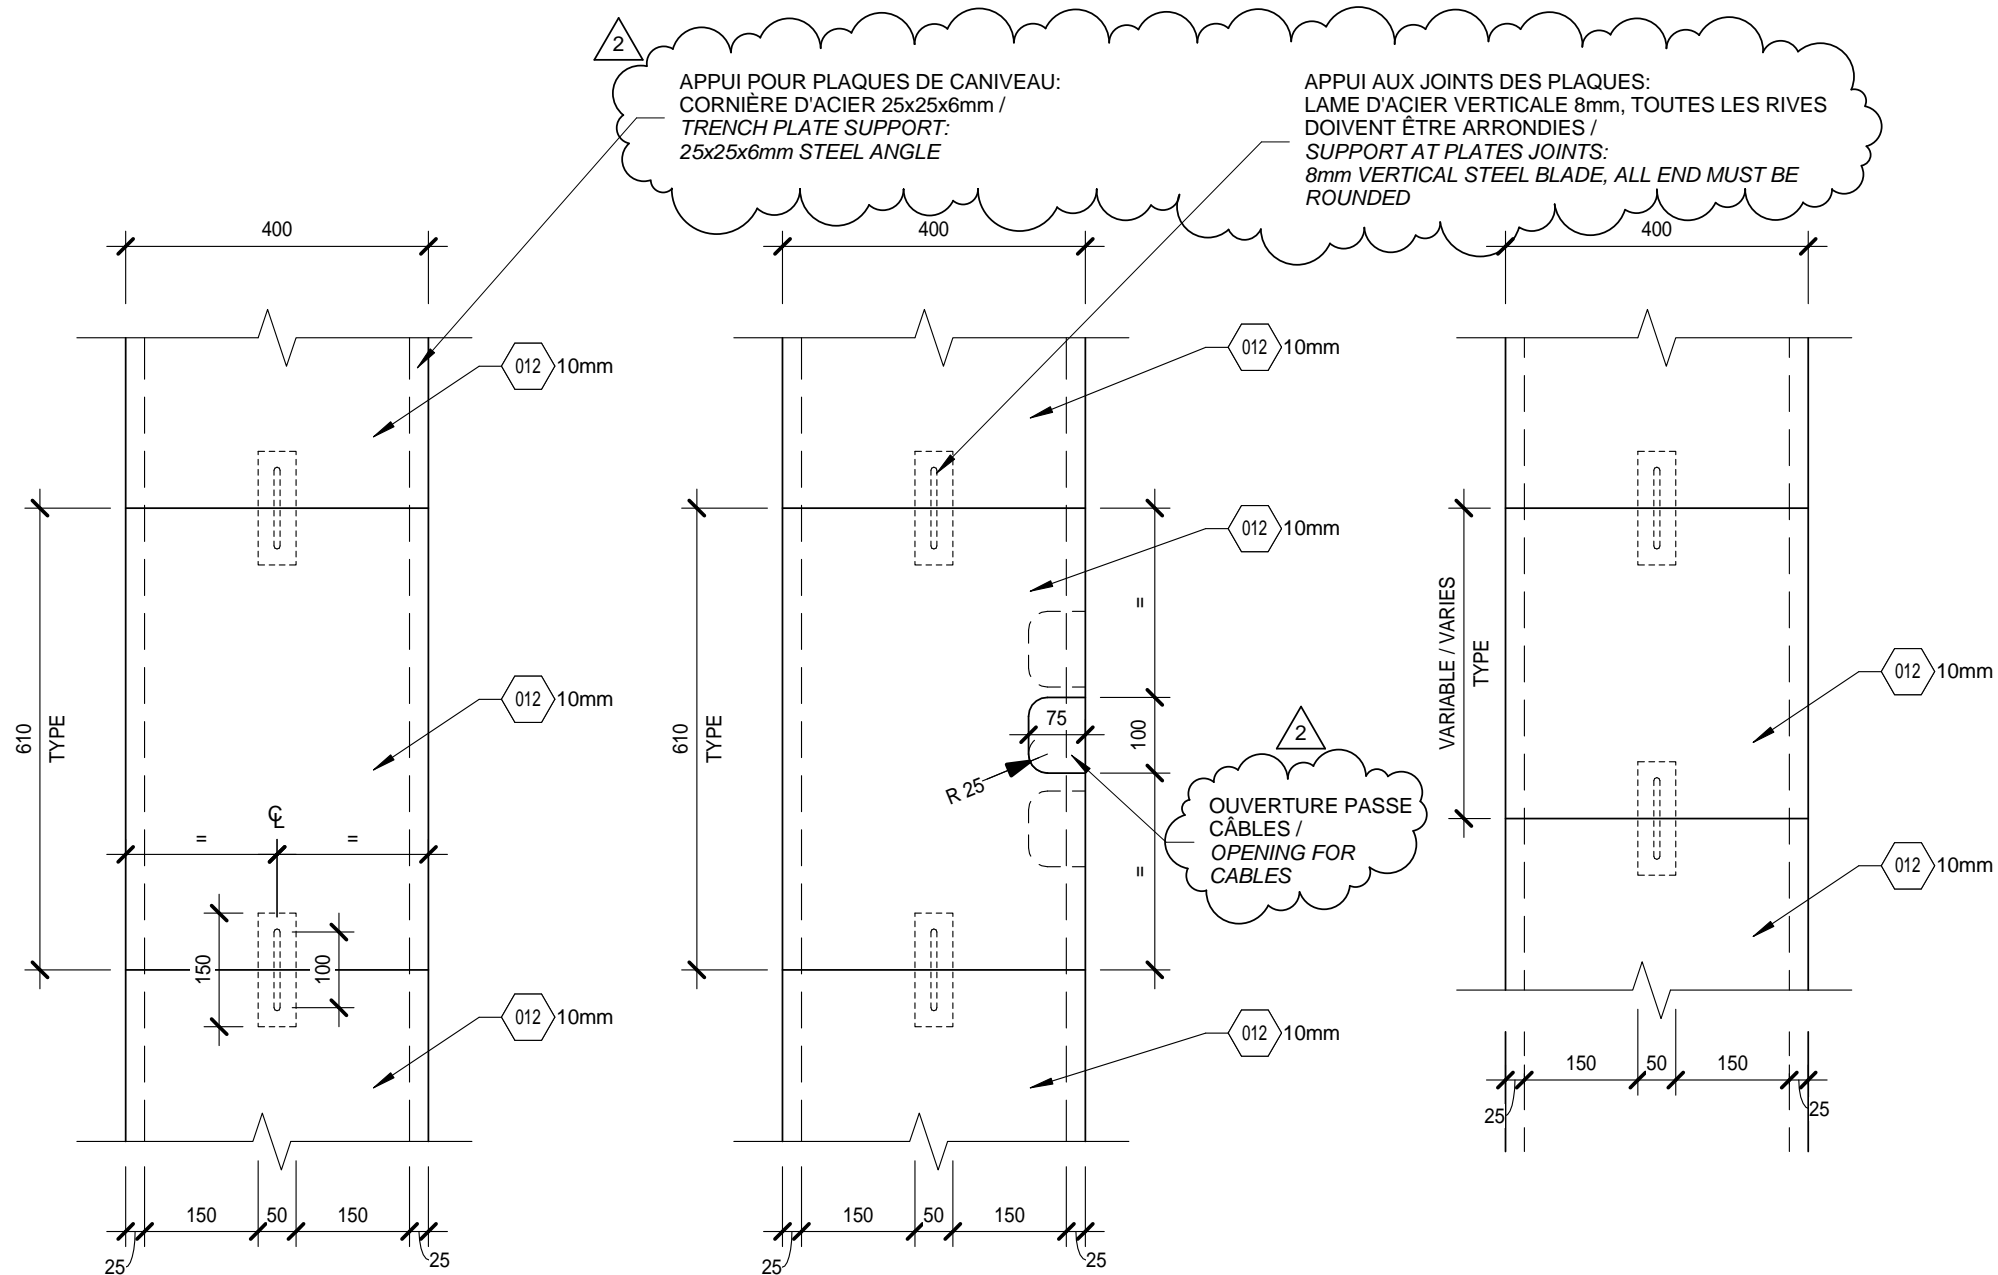 2
APPUI POUR PLAQUES DE CANIVEAU:
CORNIÈRE D'ACIER 25x25x6mm /
TRENCH PLATE SUPPORT:
25x25x6mm STEEL ANGLE
APPUI AUX JOINTS DES PLAQUES:
LAME D'ACIER VERTICALE 8mm, TOUTES LES RIVES
DOIVENT ÊTRE ARRONDIES /
SUPPORT AT PLATES JOINTS:
8mm VERTICAL STEEL BLADE, ALL END MUST BE
ROUNDED
400
012 10mm
012 10mm
610
TYPE
℄
=
=
150
100
012 10mm
150
50
150
25
25
400
012 10mm
012 10mm
=
610
TYPE
75
100
R 25
2
OUVERTURE PASSE
CÂBLES /
OPENING FOR
CABLES
=
012 10mm
150
50
150
25
25
400
VARIABLE / VARIES
TYPE
012 10mm
012 10mm
150
50
150
25
25